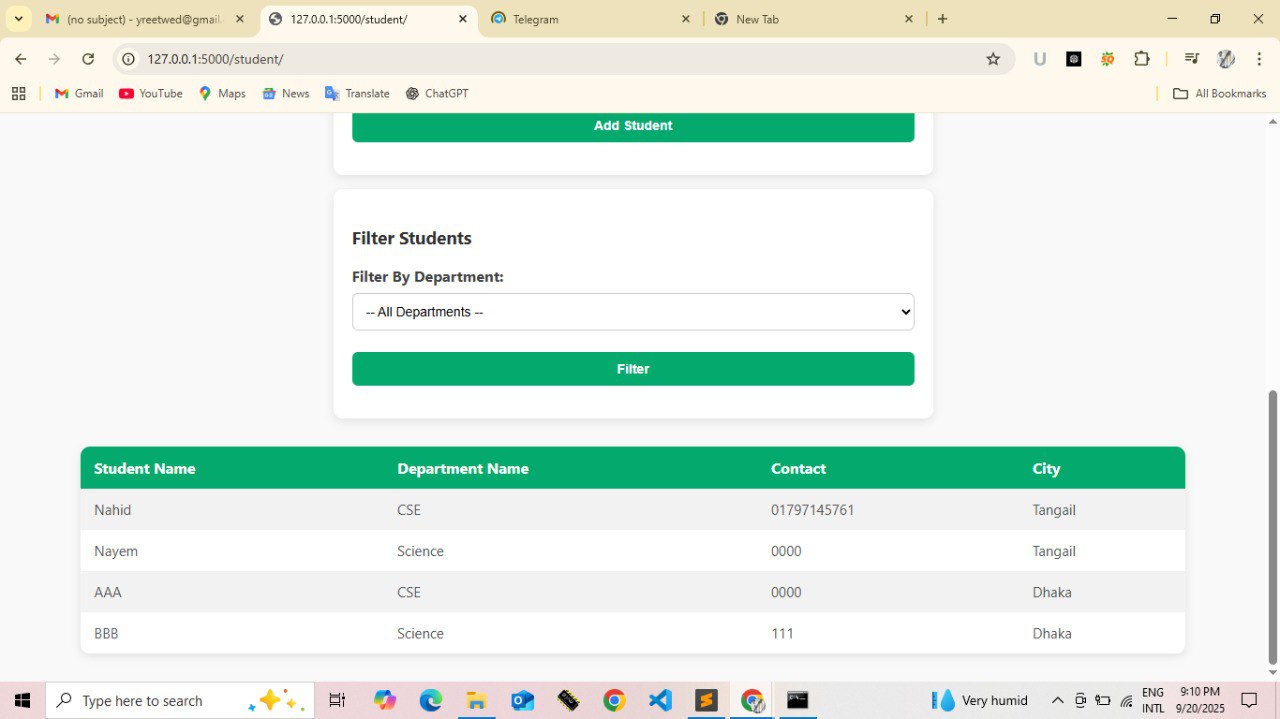 (no subject) - yreetwed@gmail
127.0.0.1:5000/student/
Telegram
New Tab
127.0.0.1:5000/student/
Gmail
YouTube
Maps
News
Translate
ChatGPT
All Bookmarks
Add Student
Filter Students
Filter By Department:
-- All Departments --
Filter
Student Name Department Name Contact City
Nahid CSE 01797145761 Tangail
Nayem Science 0000 Tangail
AAA CSE 0000 Dhaka
BBB Science 111 Dhaka
Type here to search
Very humid
ENG 9:10 PM
INTL 9/20/2025